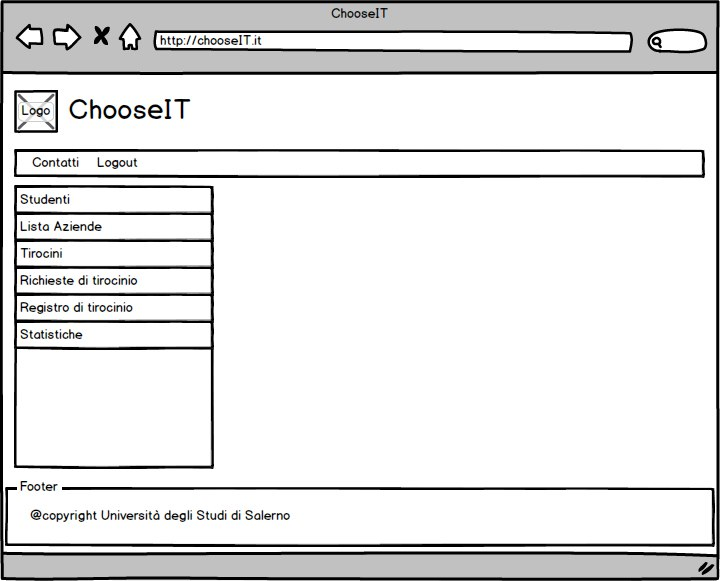 ChooseIT
http://chooseIT.it
Logo
ChooseIT
Contatti Logout
Studenti
Lista Aziende
Tirocini
Richieste di tirocinio
Registro di tirocinio
Statistiche
Footer
@copyright Università degli Studi di Salerno